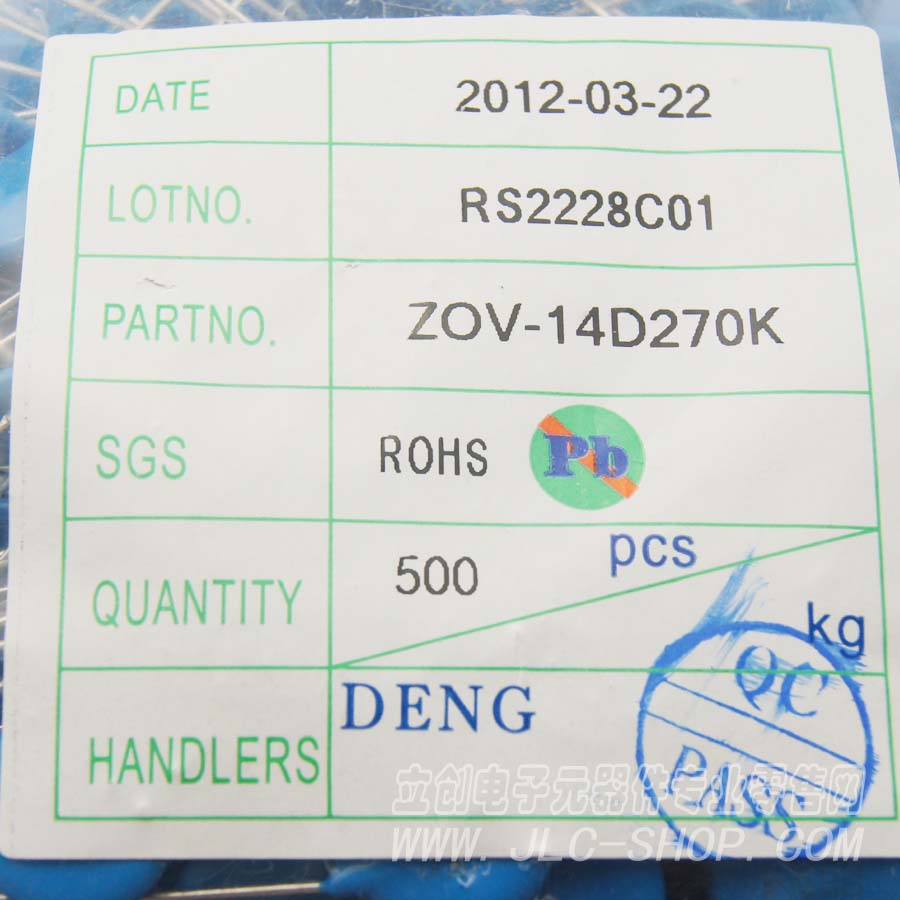 DATE 2012-03-22
LOTNO. RS2228C01
PARTNO. ZOV-14D270K
SGS ROHS Pb
QUANTITY 500 pcs
kg
HANDLERS DENG
QC
PASS
立创电子元器件专业零售网
WWW.JLC-SHOP.COM